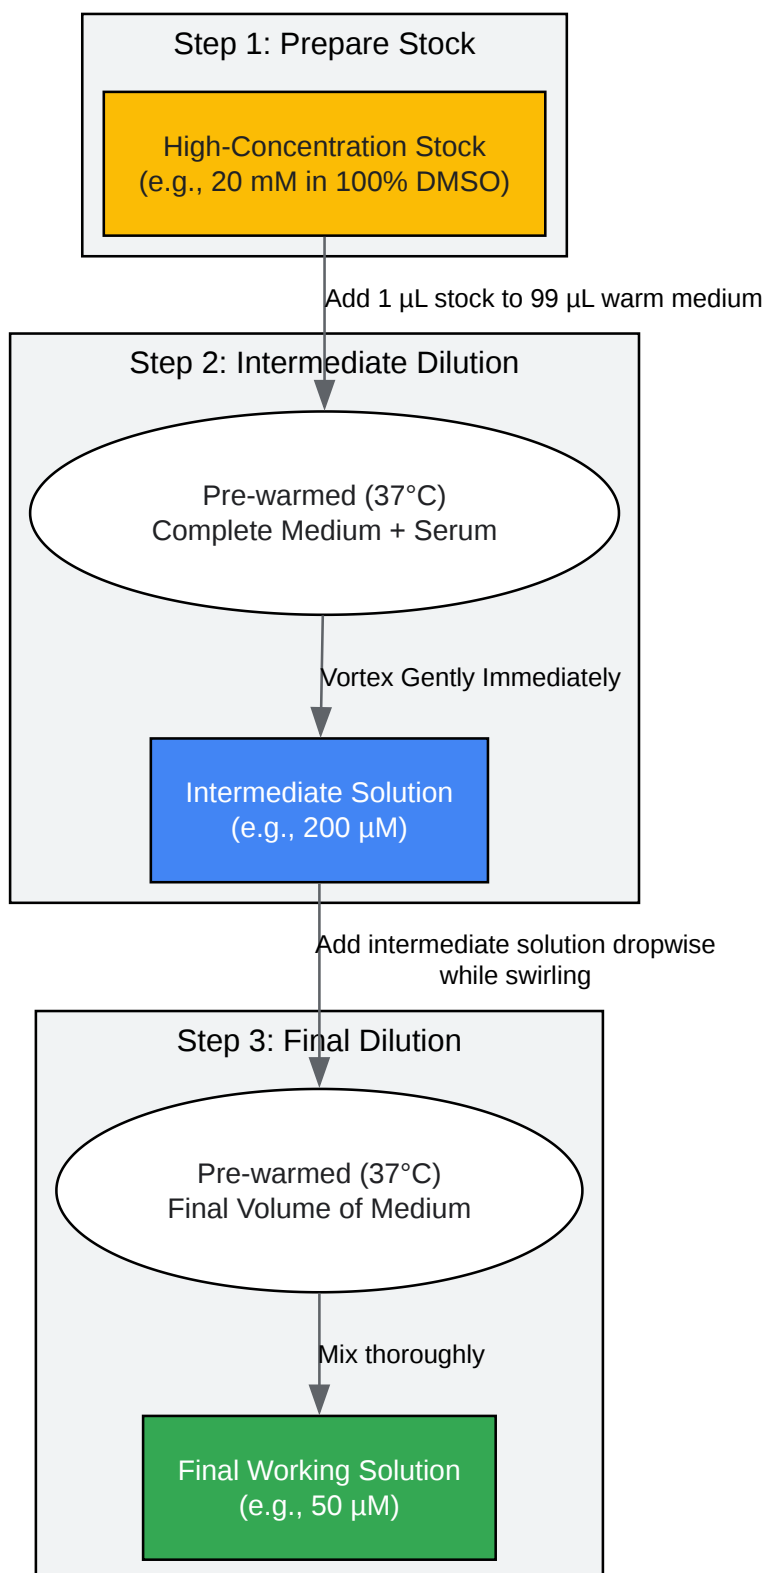 Step 1: Prepare Stock
High-Concentration Stock
(e.g., 20 mM in 100% DMSO)
Add 1 µL stock to 99 µL warm medium
Step 2: Intermediate Dilution
Pre-warmed (37°C)
Complete Medium + Serum
Vortex Gently Immediately
Intermediate Solution
(e.g., 200 µM)
Add intermediate solution dropwise
while swirling
Step 3: Final Dilution
Pre-warmed (37°C)
Final Volume of Medium
Mix thoroughly
Final Working Solution
(e.g., 50 µM)